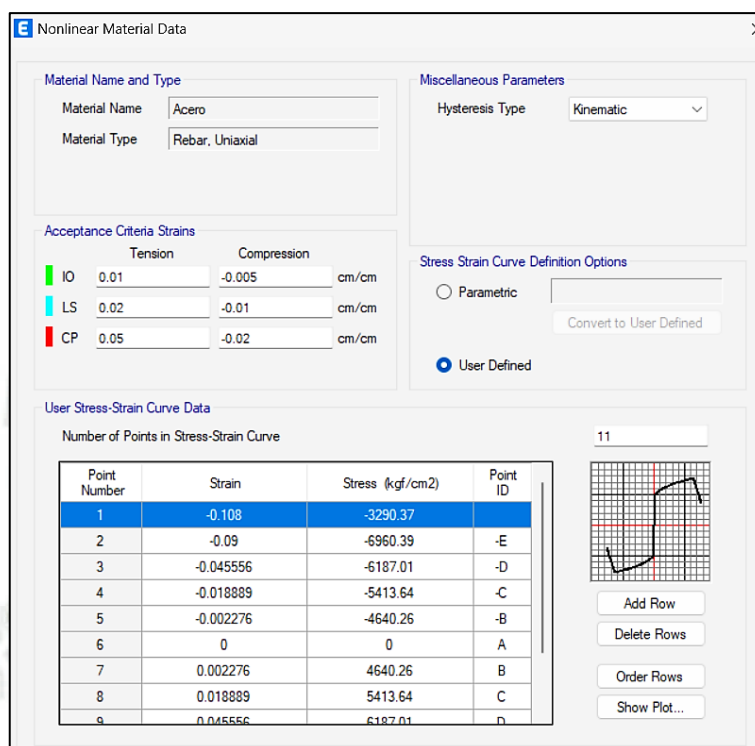 E Nonlinear Material Data
Material Name and Type
Material Name Acero
Material Type Rebar, Uniaxial
Miscellaneous Parameters
Hysteresis Type Kinematic
Acceptance Criteria Strains
Tension Compression
IO 0.01 -0.005 cm/cm
LS 0.02 -0.01 cm/cm
CP 0.05 -0.02 cm/cm
Stress Strain Curve Definition Options
Parametric
Convert to User Defined
User Defined
User Stress-Strain Curve Data
Number of Points in Stress-Strain Curve 11
Point Number Strain Stress (kgf/cm2) Point ID
1 -0.108 -3290.37
2 -0.09 -6960.39 -E
3 -0.045556 -6187.01 -D
4 -0.018889 -5413.64 -C
5 -0.002276 -4640.26 -B
6 0 0 A
7 0.002276 4640.26 B
8 0.018889 5413.64 C
9 0.045556 6187.01 D
Add Row
Delete Rows
Order Rows
Show Plot...